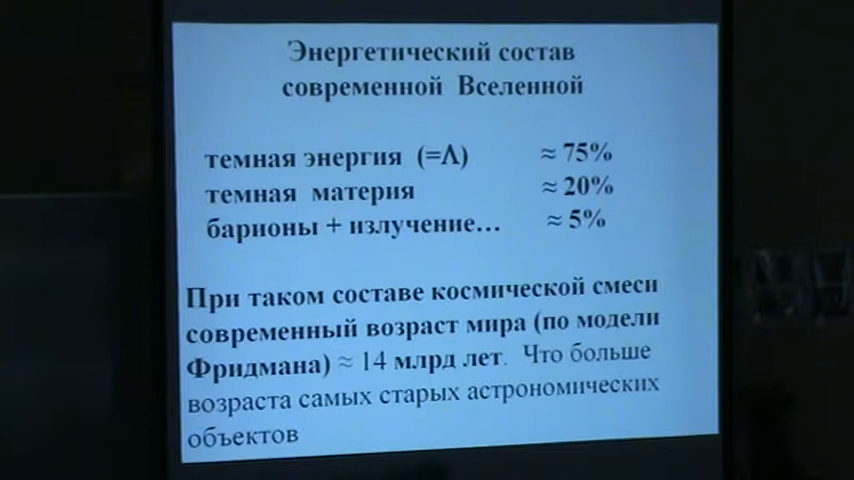 Энергетический состав
современной Вселенной
темная энергия (=Λ) ≈ 75%
темная материя ≈ 20%
барионы + излучение... ≈ 5%
При таком составе космической смеси
современный возраст мира (по модели
Фридмана) ≈ 14 млрд лет. Что больше
возраста самых старых астрономических
объектов